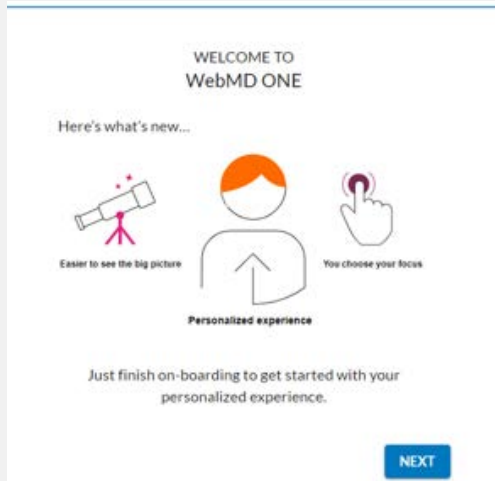 WELCOME TO
WebMD ONE
Here's what's new...
Easier to see the big picture
You choose your focus
Personalized experience
Just finish on-boarding to get started with your
personalized experience.
NEXT